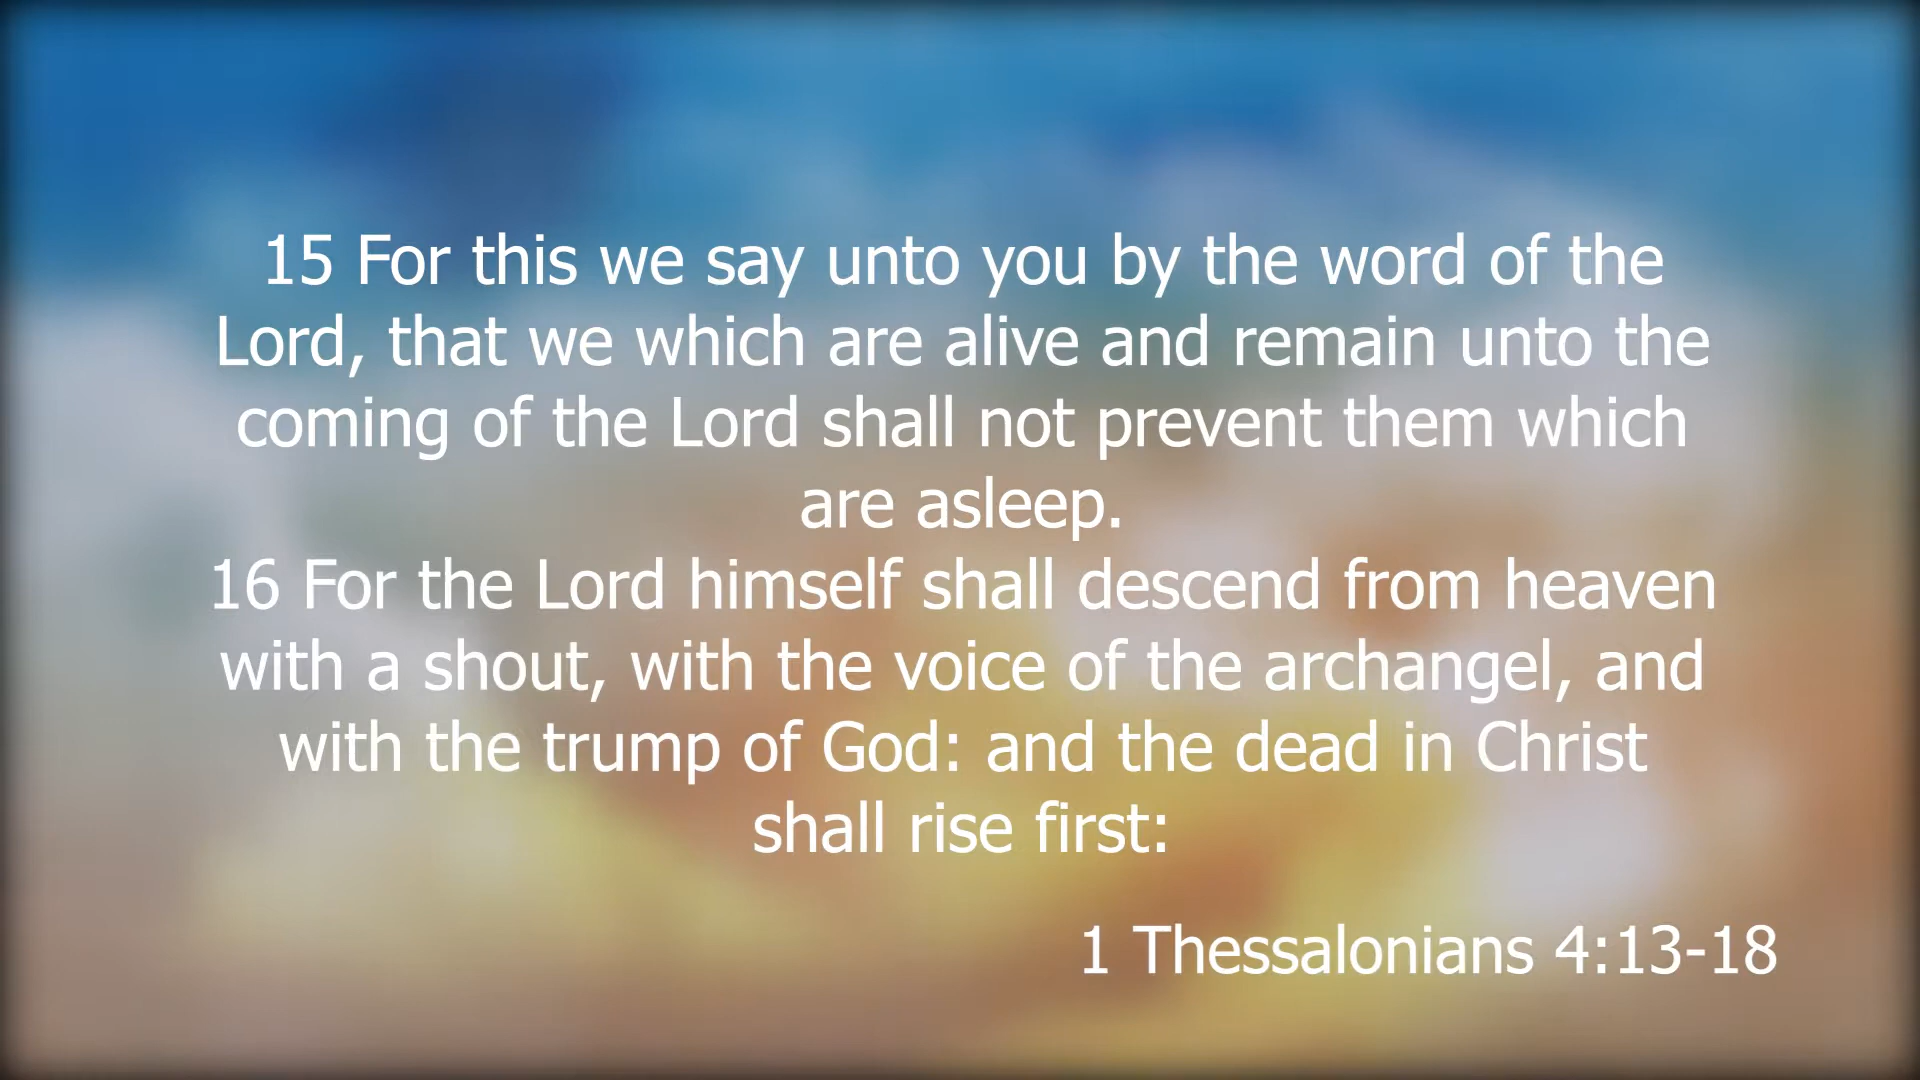 15 For this we say unto you by the word of the
Lord, that we which are alive and remain unto the
coming of the Lord shall not prevent them which
are asleep.
16 For the Lord himself shall descend from heaven
with a shout, with the voice of the archangel, and
with the trump of God: and the dead in Christ
shall rise first:
1 Thessalonians 4:13-18